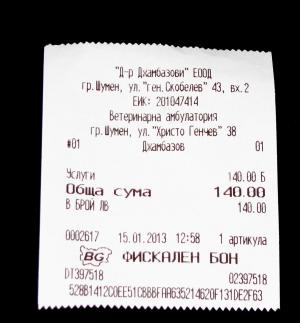 "Д-р Джамбазови" ЕООД
гр.Шумен, ул."ген.Скобелев" 43, вх.2
ЕИК: 201047414
Ветеринарна амбулатория
гр.Шумен, ул."Христо Генчев" 38
#01 Джамбазов 01
Услуги 140.00 Б
Обща сума 140.00
В БРОЙ ЛВ 140.00
0002617 15.01.2013 12:58 1 артикула
BG ФИСКАЛЕН БОН
DT397518 02397518
528B1412C0EE51C8BBFAA635214620F131DE2F63